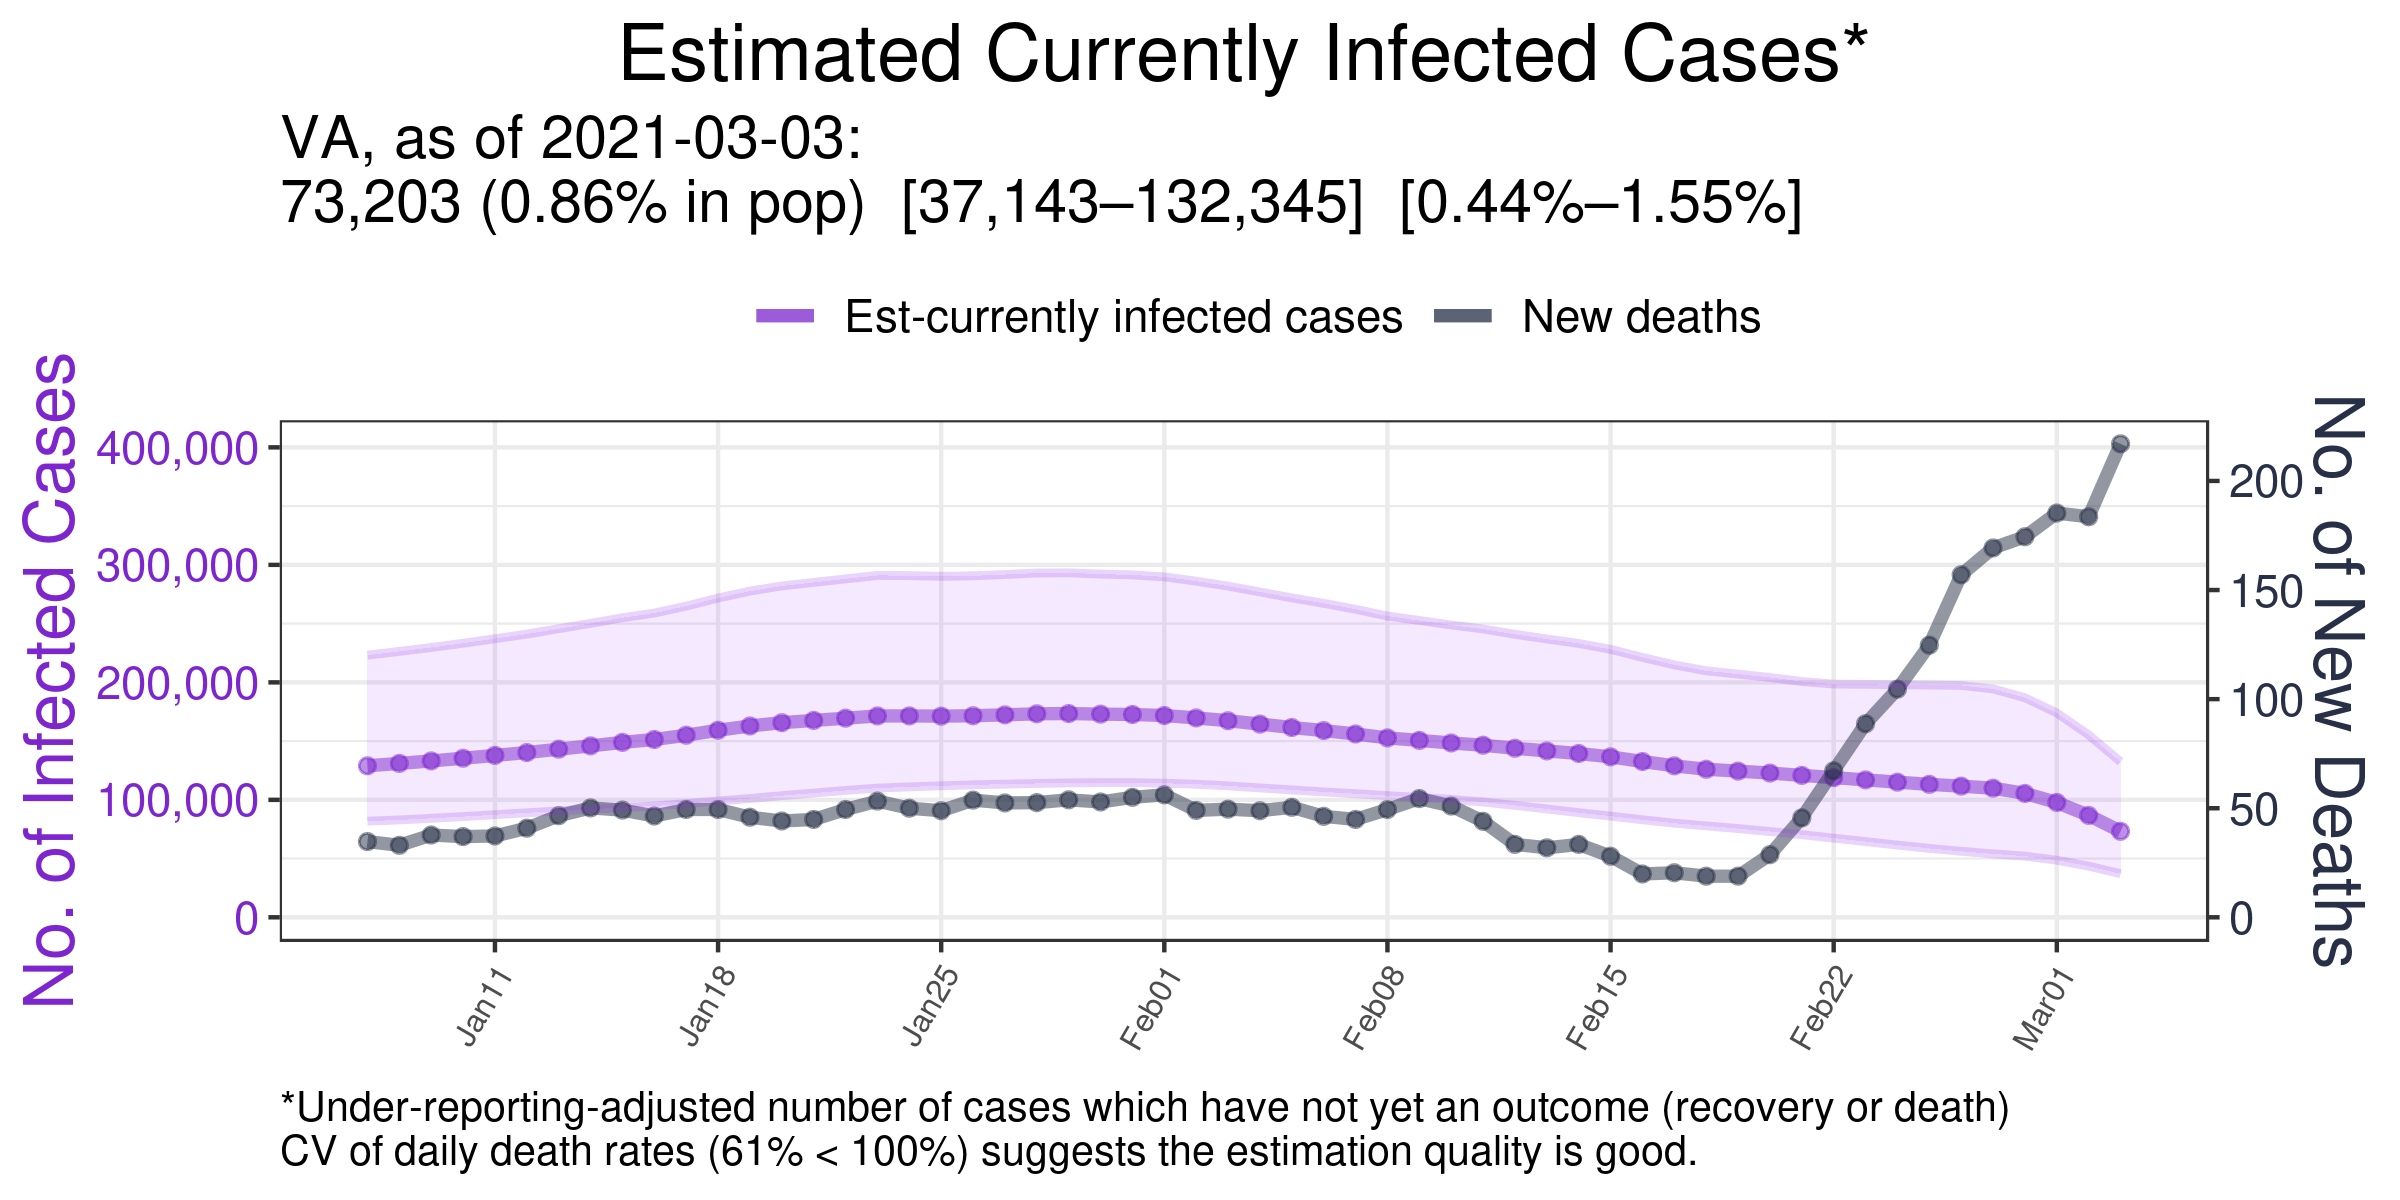 Estimated Currently Infected Cases*
VA, as of 2021-03-03:
73,203 (0.86% in pop)  [37,143–132,345]  [0.44%–1.55%]
Est-currently infected cases
New deaths
No. of Infected Cases
400,000
300,000
200,000
100,000
0
200
150
100
50
0
No. of New Deaths
Jan11
Jan18
Jan25
Feb01
Feb08
Feb15
Feb22
Mar01
*Under-reporting-adjusted number of cases which have not yet an outcome (recovery or death)
CV of daily death rates (61% < 100%) suggests the estimation quality is good.